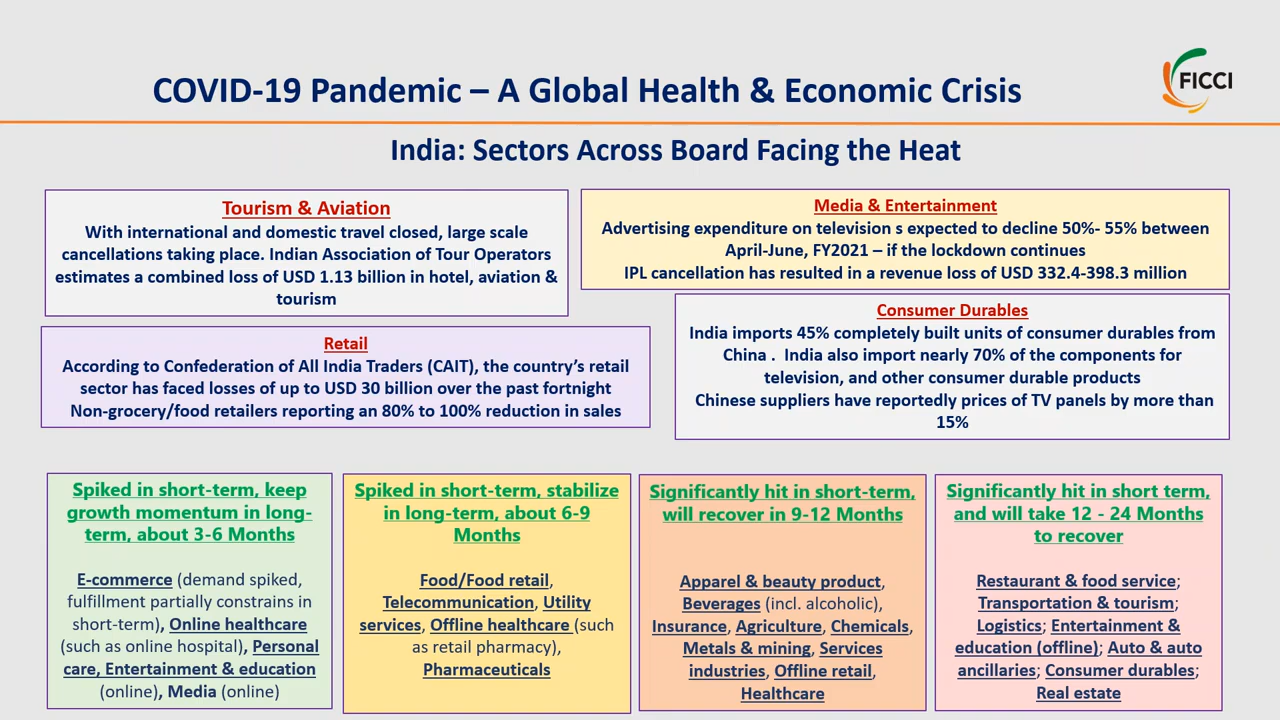 COVID-19 Pandemic – A Global Health & Economic Crisis
FICCI
India: Sectors Across Board Facing the Heat
Tourism & Aviation
With international and domestic travel closed, large scale
cancellations taking place. Indian Association of Tour Operators
estimates a combined loss of USD 1.13 billion in hotel, aviation &
tourism
Media & Entertainment
Advertising expenditure on television s expected to decline 50%- 55% between
April-June, FY2021 – if the lockdown continues
IPL cancellation has resulted in a revenue loss of USD 332.4-398.3 million
Retail
According to Confederation of All India Traders (CAIT), the country’s retail
sector has faced losses of up to USD 30 billion over the past fortnight
Non-grocery/food retailers reporting an 80% to 100% reduction in sales
Consumer Durables
India imports 45% completely built units of consumer durables from
China . India also import nearly 70% of the components for
television, and other consumer durable products
Chinese suppliers have reportedly prices of TV panels by more than
15%
Spiked in short-term, keep
growth momentum in long-
term, about 3-6 Months
E-commerce (demand spiked,
fulfillment partially constrains in
short-term), Online healthcare
(such as online hospital), Personal
care, Entertainment & education
(online), Media (online)
Spiked in short-term, stabilize
in long-term, about 6-9
Months
Food/Food retail,
Telecommunication, Utility
services, Offline healthcare (such
as retail pharmacy),
Pharmaceuticals
Significantly hit in short-term,
will recover in 9-12 Months
Apparel & beauty product,
Beverages (incl. alcoholic),
Insurance, Agriculture, Chemicals,
Metals & mining, Services
industries, Offline retail,
Healthcare
Significantly hit in short term,
and will take 12 - 24 Months
to recover
Restaurant & food service;
Transportation & tourism;
Logistics; Entertainment &
education (offline); Auto & auto
ancillaries; Consumer durables;
Real estate